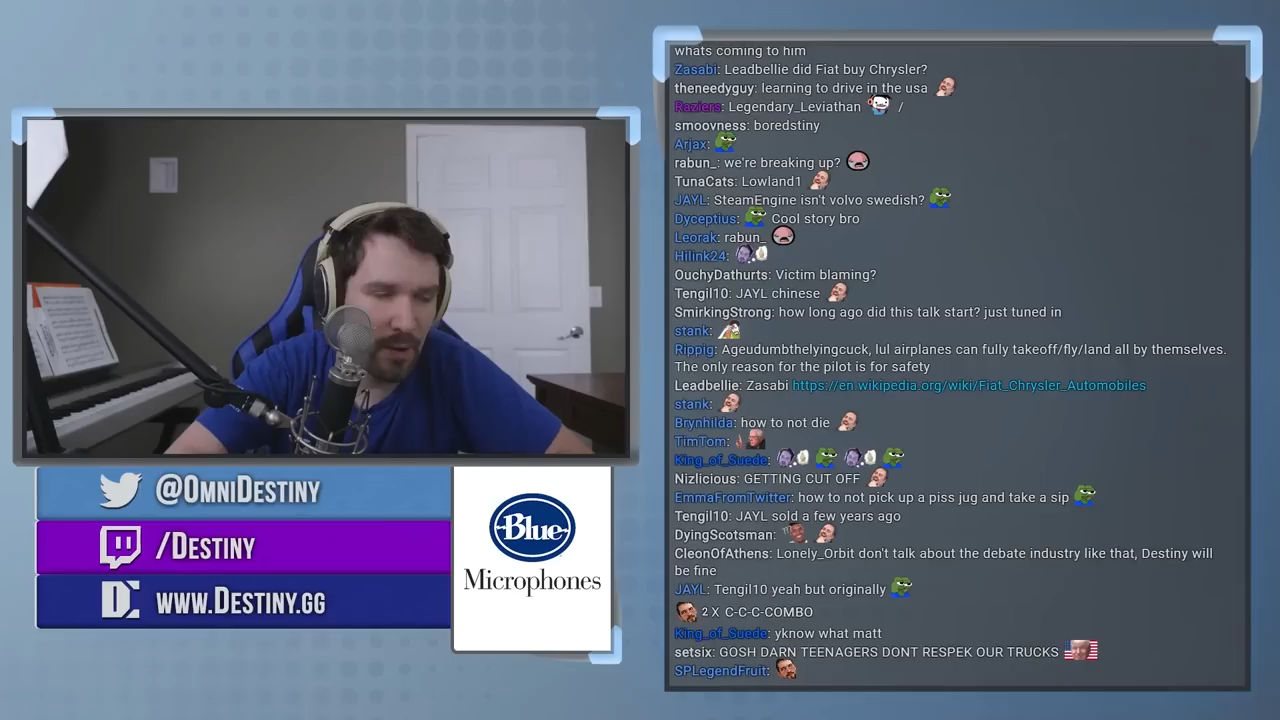 whats coming to him
Zasabi: Leadbellie did Fiat buy Chrysler?
theneedyguy: learning to drive in the usa
Raziers: Legendary_Leviathan /
smoovness: boredstiny
Arjax:
rabun_: we're breaking up?
TunaCats: Lowland1
JAYL: SteamEngine isn't volvo swedish?
Dyceptius: Cool story bro
Leorak: rabun_
Hilink24:
OuchyDathurts: Victim blaming?
Tengil10: JAYL chinese
SmirkingStrong: how long ago did this talk start? just tuned in
stank:
Rippig: Ageudumbthelyingcuck, lul airplanes can fully takeoff/fly/land all by themselves.
The only reason for the pilot is for safety
Leadbellie: Zasabi https://en.wikipedia.org/wiki/Fiat_Chrysler_Automobiles
stank:
Brynhilda: how to not die
TimTom:
King_of_Suede:
Nizlicious: GETTING CUT OFF
EmmaFromTwitter: how to not pick up a piss jug and take a sip
Tengil10: JAYL sold a few years ago
DyingScotsman:
CleonOfAthens: Lonely_Orbit don't talk about the debate industry like that, Destiny will
be fine
JAYL: Tengil10 yeah but originally
2 X C-C-C-COMBO
King_of_Suede: yknow what matt
setsix: GOSH DARN TEENAGERS DONT RESPEK OUR TRUCKS
SPLegendFruit:
@OmniDestiny
/Destiny
www.Destiny.gg
Blue
Microphones